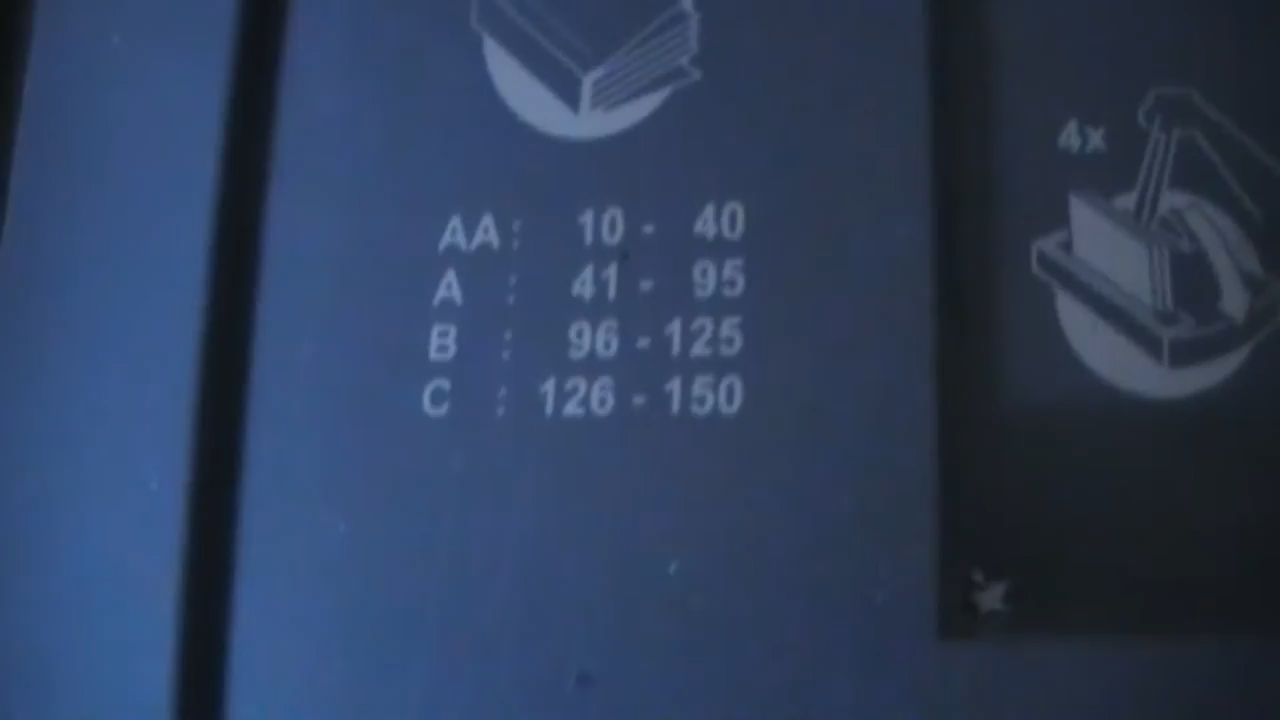 4x
AA : 10 - 40
A : 41 - 95
B : 96 - 125
C : 126 - 150